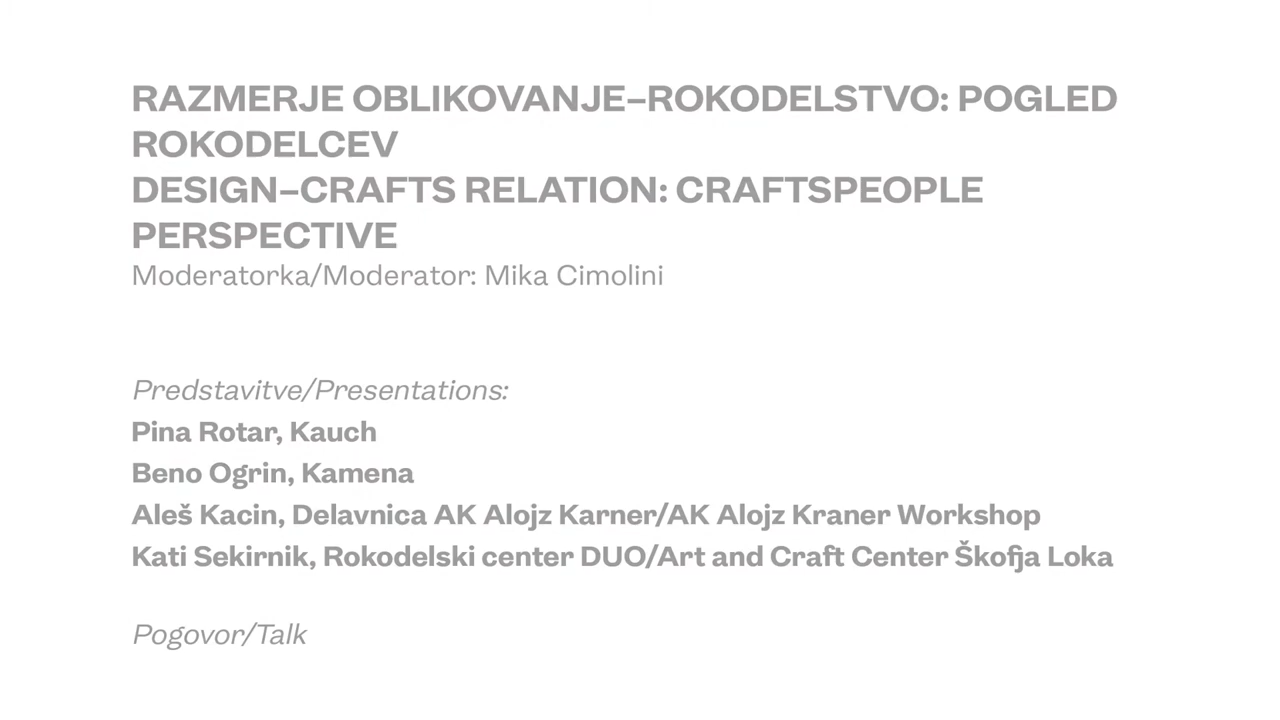 RAZMERJE OBLIKOVANJE–ROKODELSTVO: POGLED
ROKODELCEV
DESIGN–CRAFTS RELATION: CRAFTSPEOPLE
PERSPECTIVE
Moderatorka/Moderator: Mika Cimolini
Predstavitve/Presentations:
Pina Rotar, Kauch
Beno Ogrin, Kamena
Aleš Kacin, Delavnica AK Alojz Karner/AK Alojz Kraner Workshop
Kati Sekirnik, Rokodelski center DUO/Art and Craft Center Škofja Loka
Pogovor/Talk